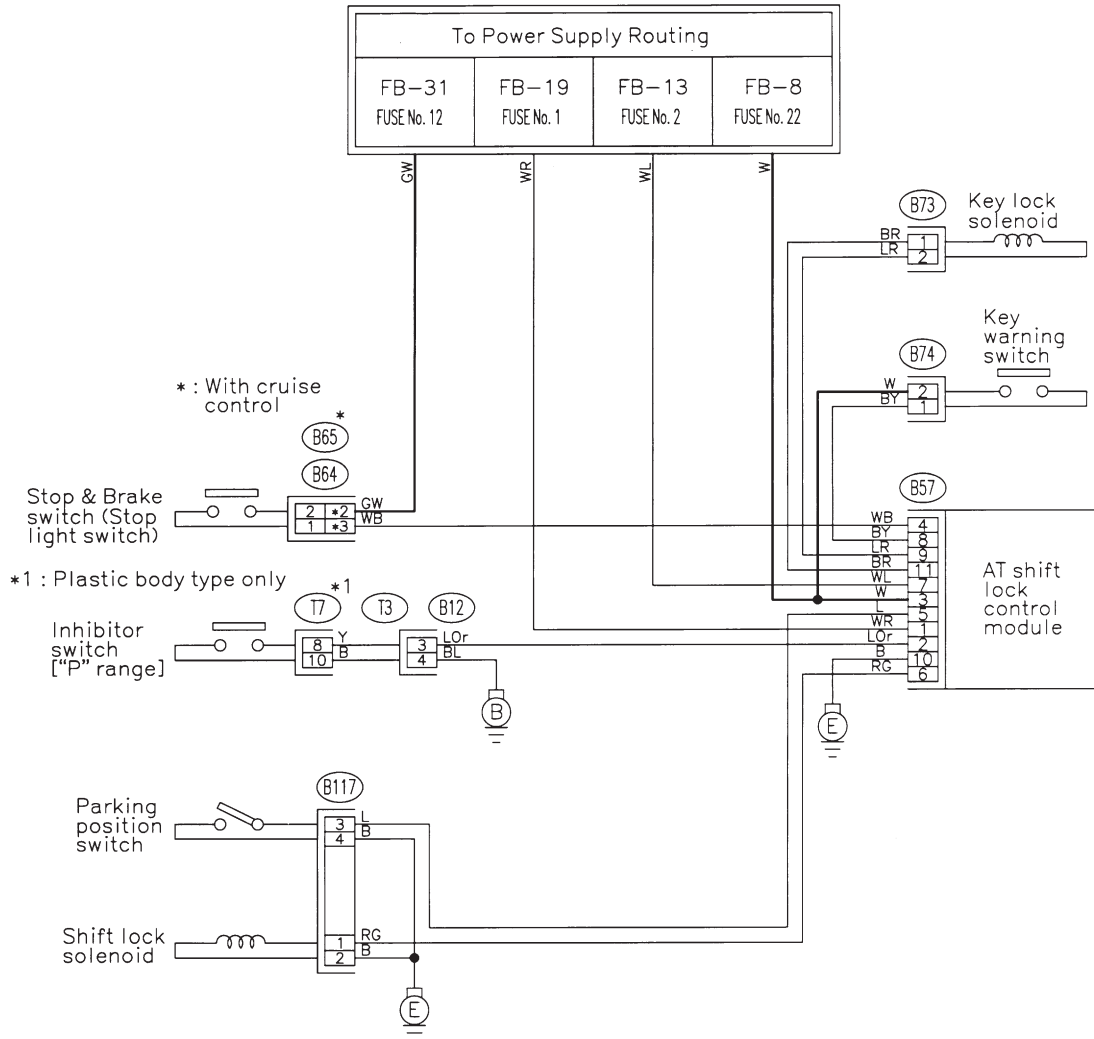 To Power Supply Routing
FB-31 FB-19 FB-13 FB-8
FUSE No. 12 FUSE No. 1 FUSE No. 2 FUSE No. 22
GW WR WL W
B73 Key lock
solenoid
BR 1
LR 2
Key
warning
switch
B74
W 2
BY 1
* : With cruise
control
*
B65
B64
Stop & Brake
switch (Stop
light switch)
2 *2 GW
1 *3 WB
B57
WB 4
BY 8
LR 9
BR 11
WL 7
W 3
L 5
WR 1
LOr 2
B 10
RG 6
AT shift
lock
control
module
*1 : Plastic body type only
*1
T7 T3 B12
Inhibitor
switch
["P" range]
8 Y 3 LOr
10 B 4 BL
B
E
B117
Parking
position
switch
3 L
4 B
Shift lock
solenoid
1 RG
2 B
E